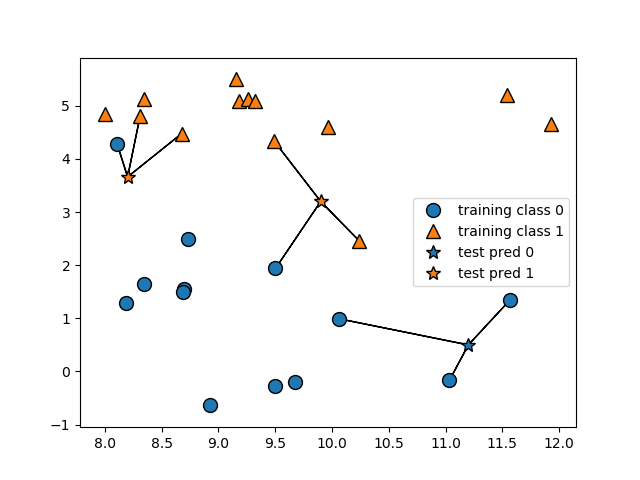 5
4
3
2
1
0
−1
training class 0
training class 1
test pred 0
test pred 1
8.0 8.5 9.0 9.5 10.0 10.5 11.0 11.5 12.0